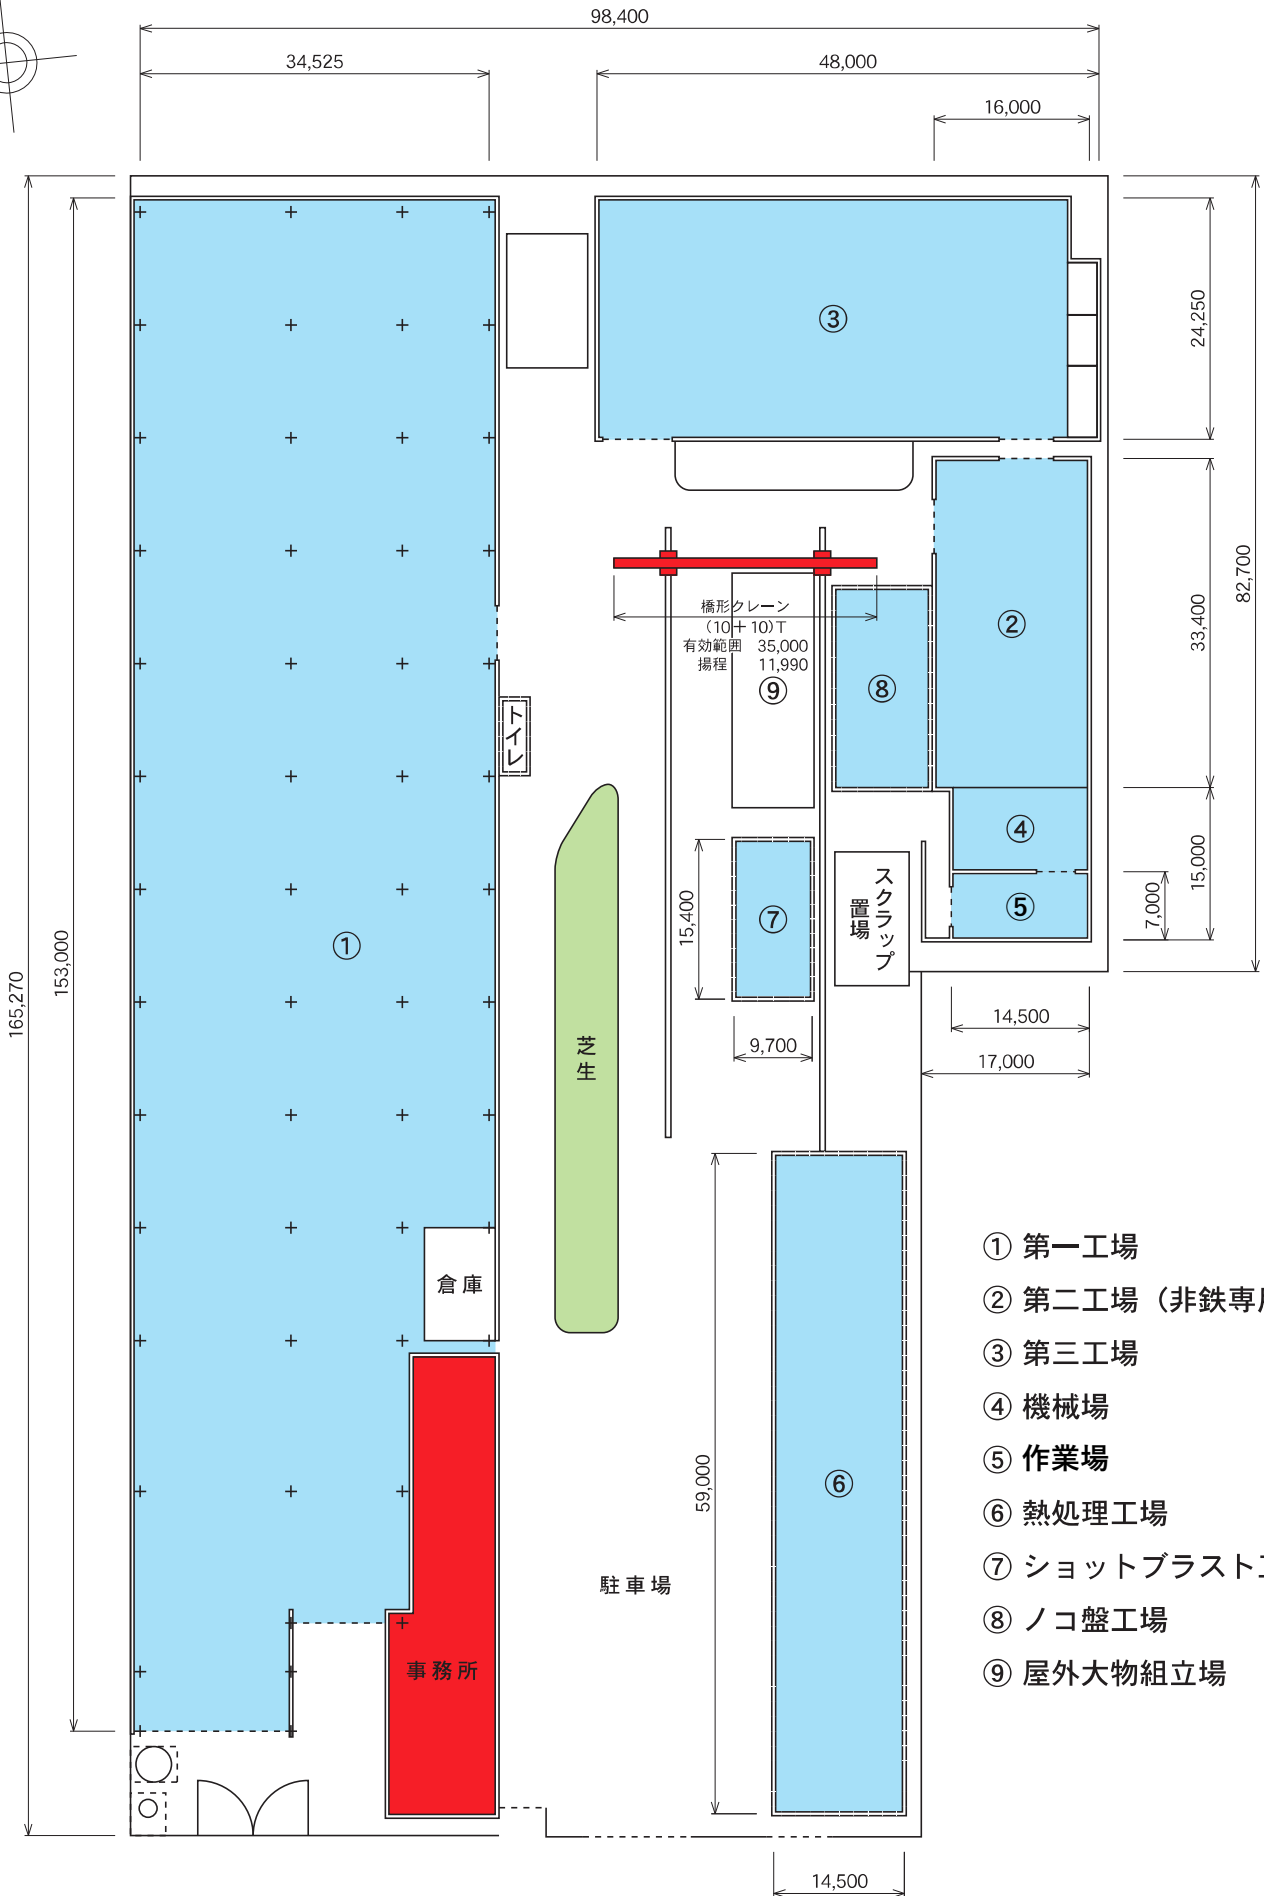 98,400
34,525
48,000
16,000
165,270
153,000
24,250
33,400
82,700
15,000
7,000
③
②
橋形クレーン
(10+10)T
有効範囲 35,000
揚程 11,990
⑨
⑧
トイレ
④
⑤
スクラップ
置場
15,400
⑦
9,700
①
14,500
17,000
芝生
倉庫
59,000
⑥
駐車場
事務所
14,500
① 第一工場
② 第二工場(非鉄専
③ 第三工場
④ 機械場
⑤ 作業場
⑥ 熱処理工場
⑦ ショットブラスト
⑧ ノコ盤工場
⑨ 屋外大物組立場